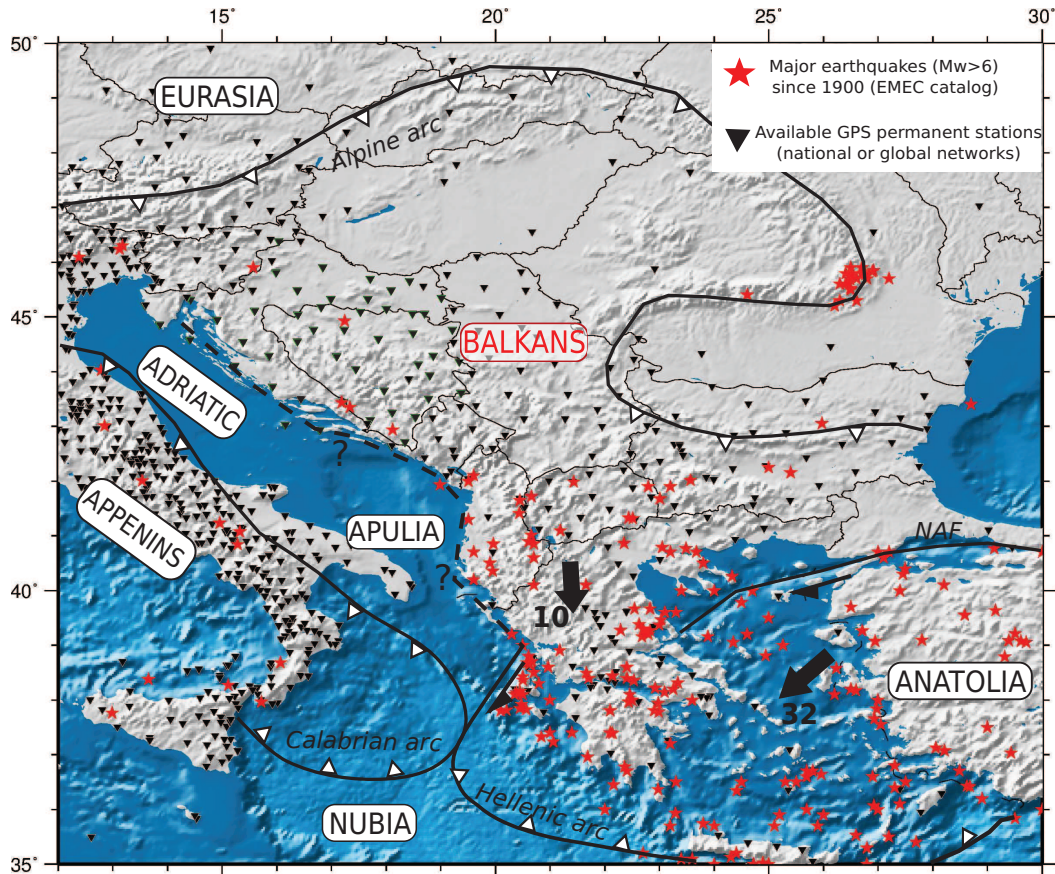 15˚ 20˚ 25˚ 30˚
50˚
Major earthquakes (Mw>6)
since 1900 (EMEC catalog)
Available GPS permanent stations
(national or global networks)
EURASIA
Alpine arc
45˚
BALKANS
ADRIATIC
?
APPENINS
APULIA
NAF
?
40˚
10
ANATOLIA
32
Calabrian arc
Hellenic arc
NUBIA
35˚